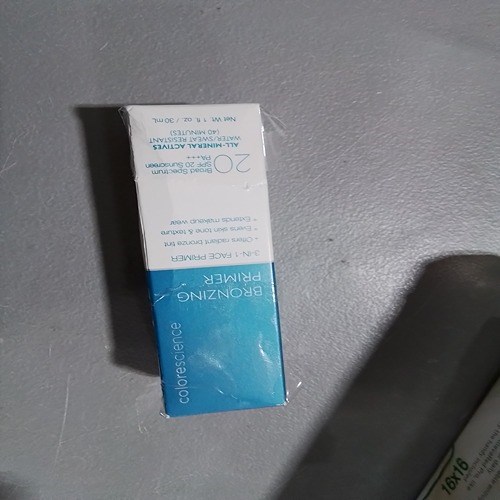 colorescience
BRONZING
PRIMER
3-IN-1 FACE PRIMER
• Offers radiant bronze tint
* Evens skin tone & texture
* Extends makeup wear
20
Broad Spectrum
SPF 20 Sunscreen
PA+++
ALL-MINERAL ACTIVES
WATER/SWEAT RESISTANT
(40 MINUTES)
Net Wt. 1 fl. oz. / 30 mL
16x16